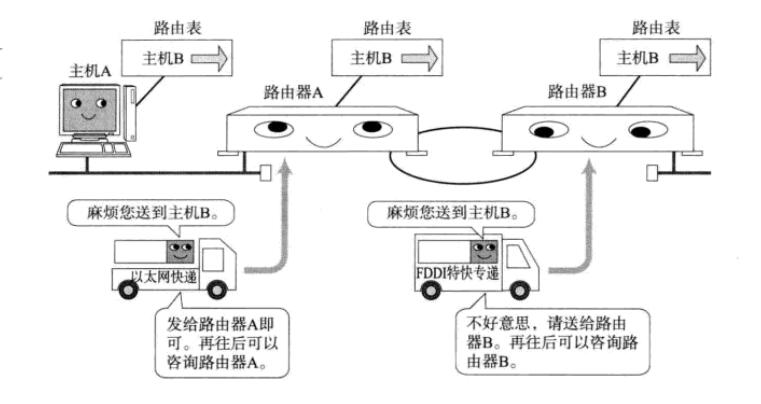 路由表
路由表
路由表
主机B
主机B
主机B
主机A
路由器A
路由器B
麻烦您送到主机B。
麻烦您送到主机B。
以太网快递
FDDI特快专递
发给路由器A即
可。再往后可以
咨询路由器A。
不好意思，请送给路由
器B。再往后可以咨询路
由器B。